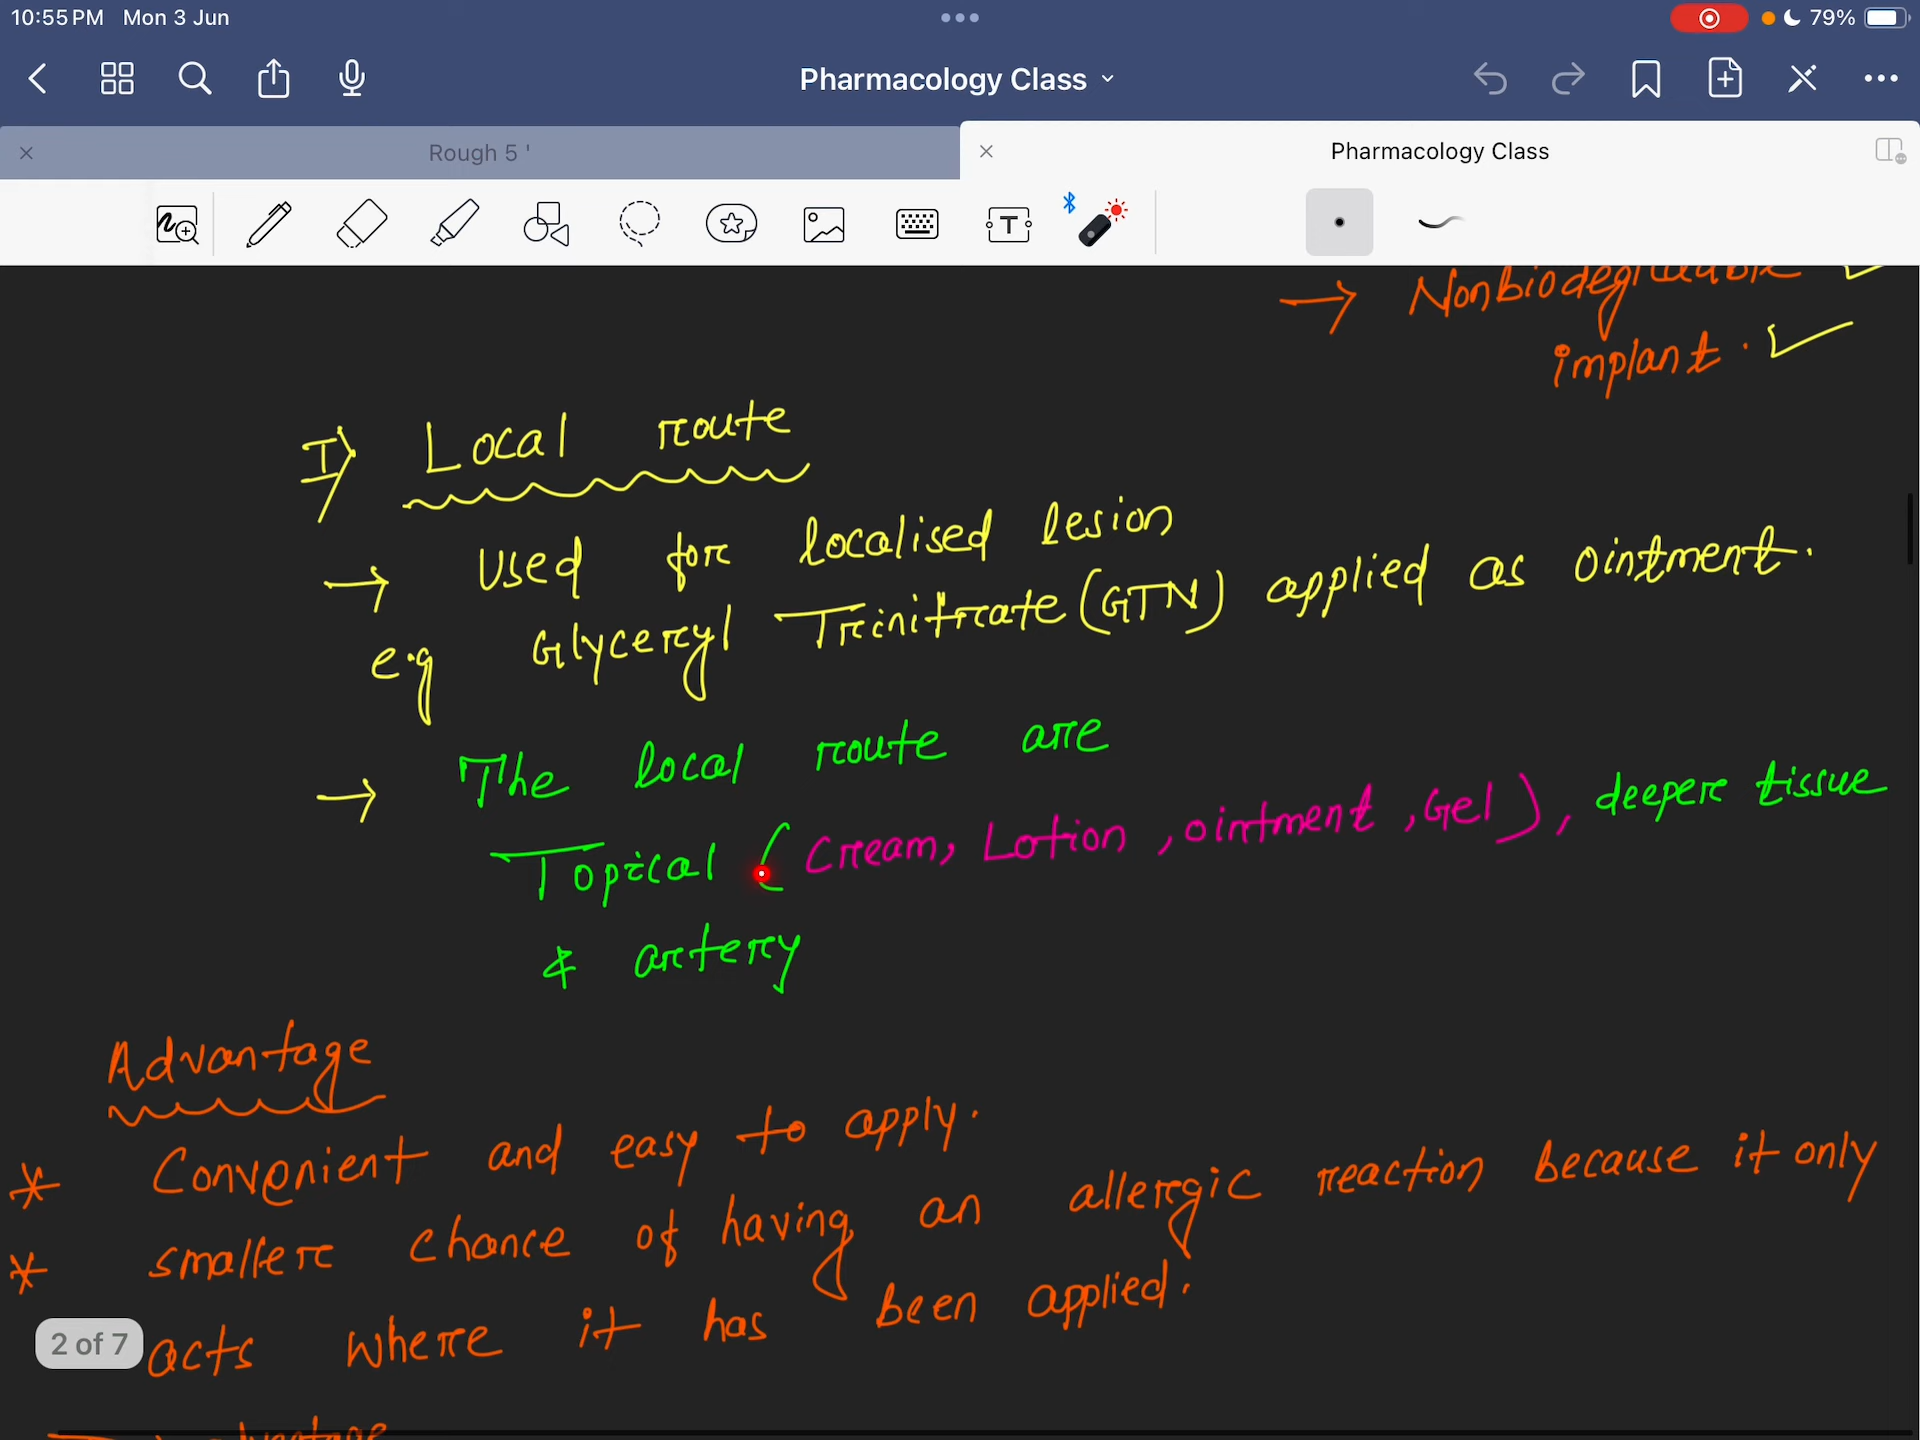 10:55 PM Mon 3 Jun
79%
Pharmacology Class
Rough 5 '
Pharmacology Class
T
→ Nonbiodegradable
implant.
I) Local route
→ Used for localised lesion
e.g Glyceryl Trinitrate (GTN) applied as ointment.
→ The local route are
Topical (Cream, Lotion, ointment, Gel), deeper tissue
& artery
Advantage
* Convenient and easy to apply.
* smaller chance of having an allergic reaction because it only
acts where it has been applied.
2 of 7